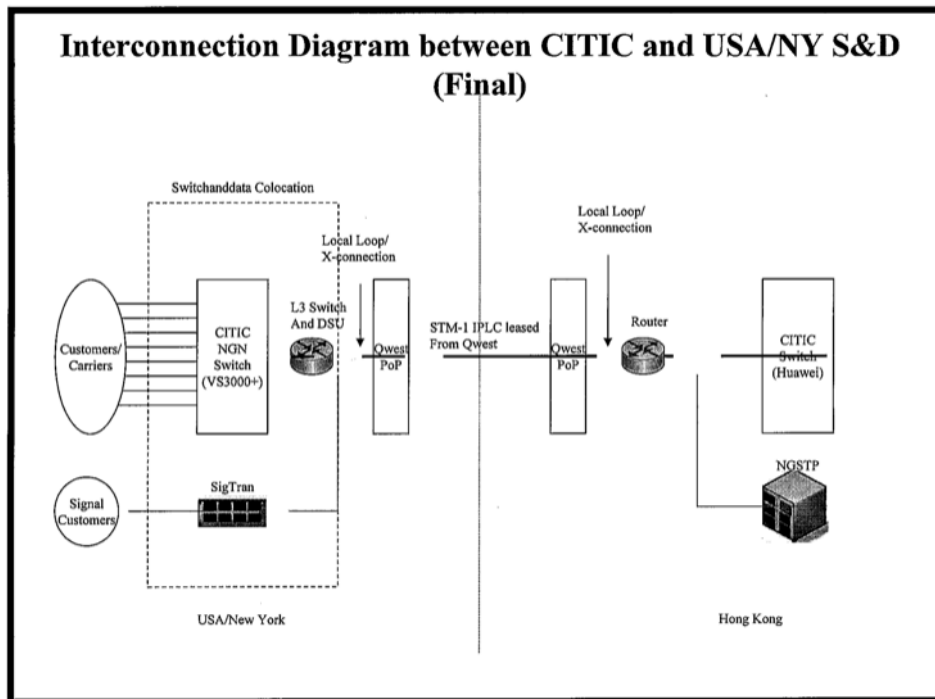 Interconnection Diagram between CITIC and USA/NY S&D
(Final)
Switchanddata Colocation
Local Loop/
X-connection
Local Loop/
X-connection
L3 Switch
And DSU
STM-1 IPLC leased
From Qwest
Router
Customers/
Carriers
CITIC
NGN
Switch
(VS3000+)
Qwest
PoP
Qwest
PoP
CITIC
Switch
(Huawei)
SigTran
NGSTP
Signal
Customers
USA/New York
Hong Kong